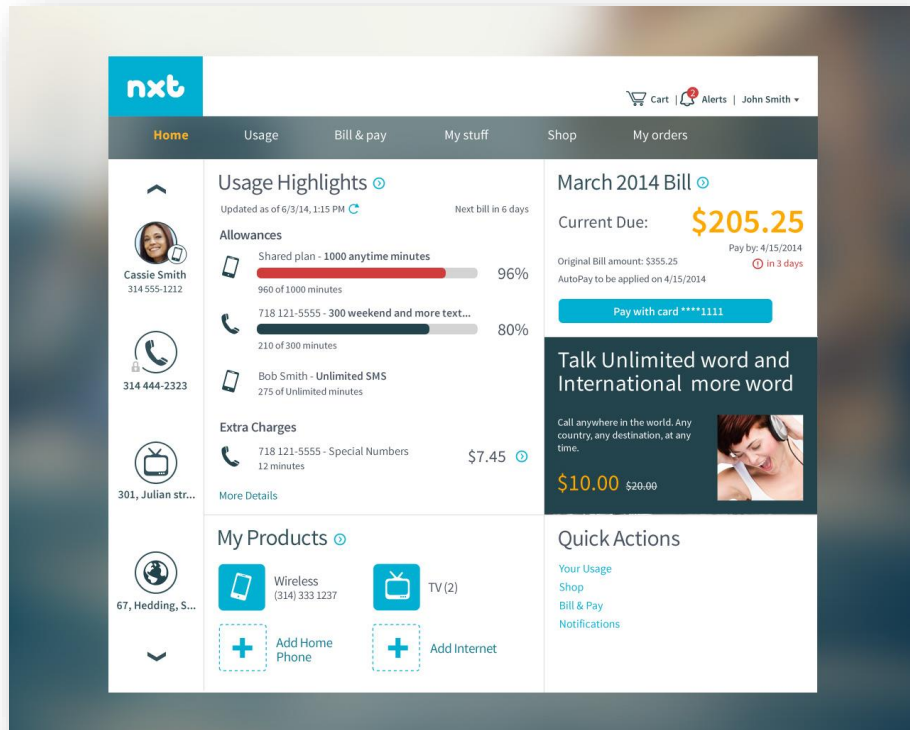 nxt
Cart | 2 Alerts | John Smith
Home Usage Bill & pay My stuff Shop My orders
Cassie Smith
314 555-1212
314 444-2323
301, Julian str...
67, Hedding, S...
Usage Highlights
Updated as of 6/3/14, 1:15 PM Next bill in 6 days
Allowances
Shared plan - 1000 anytime minutes
96%
960 of 1000 minutes
718 121-5555 - 300 weekend and more text...
80%
210 of 300 minutes
Bob Smith - Unlimited SMS
275 of Unlimited minutes
Extra Charges
718 121-5555 - Special Numbers
$7.45
12 minutes
More Details
March 2014 Bill
Current Due: $205.25
Pay by: 4/15/2014
Original Bill amount: $355.25
in 3 days
AutoPay to be applied on 4/15/2014
Pay with card ****1111
Talk Unlimited word and
International more word
Call anywhere in the world. Any
country, any destination, at any
time.
$10.00 $20.00
My Products
Wireless
(314) 333 1237
TV (2)
Add Home
Phone
Add Internet
Quick Actions
Your Usage
Shop
Bill & Pay
Notifications